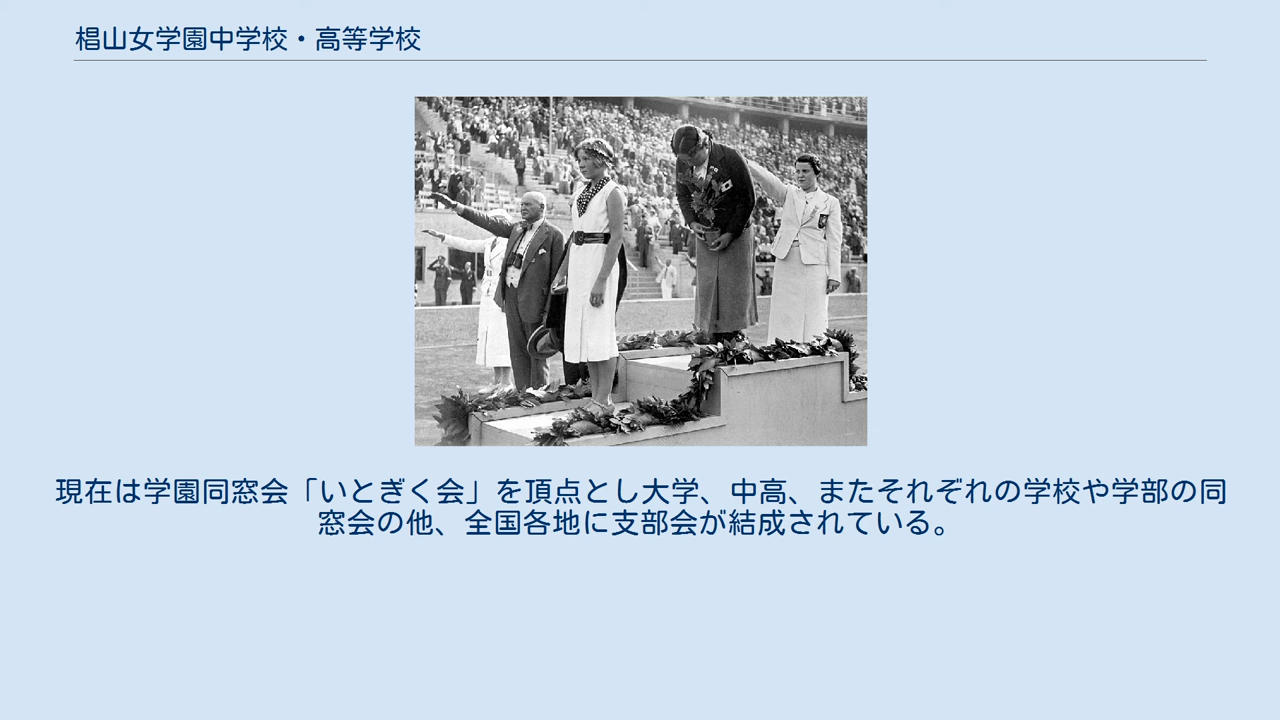 椙山女学園中学校・高等学校
現在は学園同窓会「いとぎく会」を頂点とし大学、中高、またそれぞれの学校や学部の同
窓会の他、全国各地に支部会が結成されている。